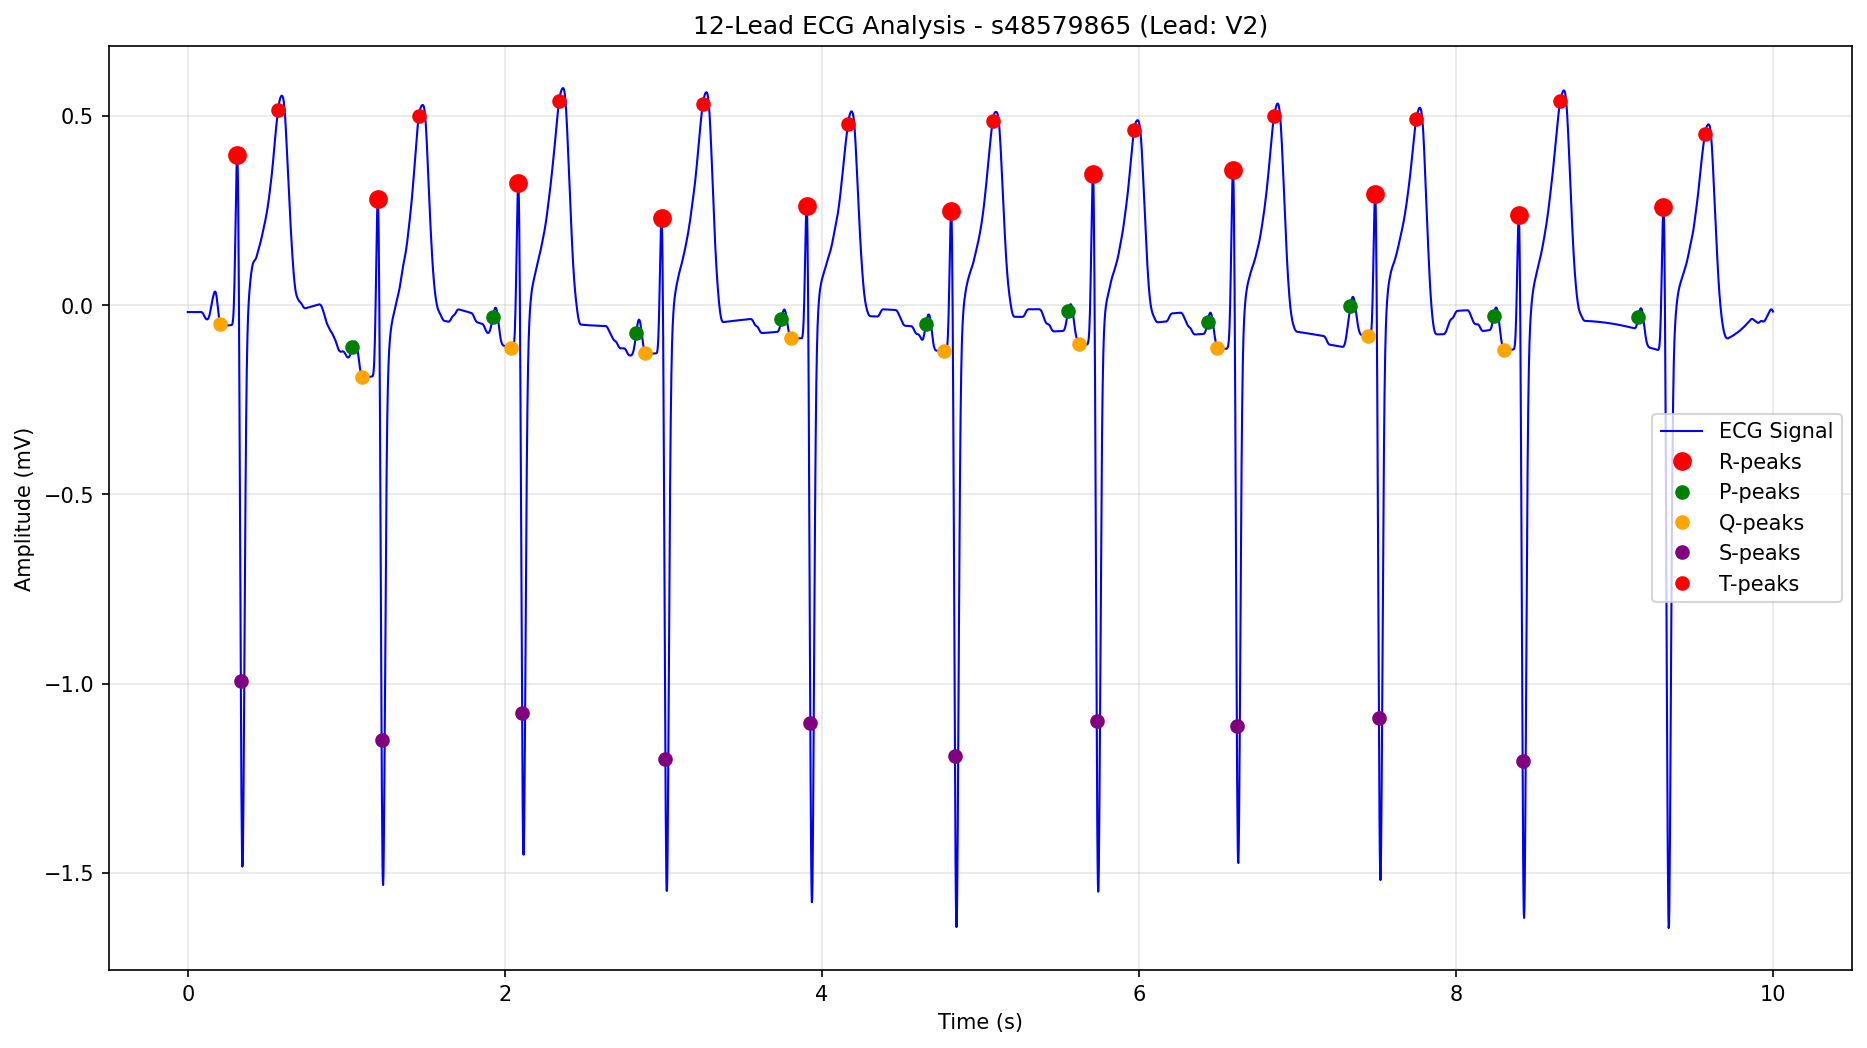 12-Lead ECG Analysis - s48579865 (Lead: V2)
0.5
0.0
−0.5
−1.0
−1.5
Amplitude (mV)
ECG Signal
R-peaks
P-peaks
Q-peaks
S-peaks
T-peaks
0 2 4 6 8 10
Time (s)